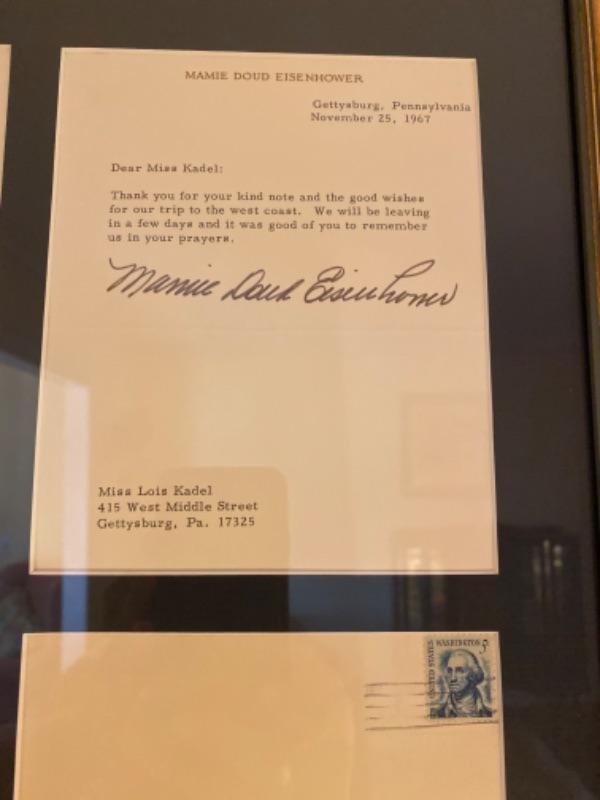 MAMIE DOUD EISENHOWER
Gettysburg, Pennsylvania
November 25, 1967
Dear Miss Kadel:
Thank you for your kind note and the good wishes
for our trip to the west coast. We will be leaving
in a few days and it was good of you to remember
us in your prayers.
Mamie Doud Eisenhower
Miss Lois Kadel
415 West Middle Street
Gettysburg, Pa. 17325
WASHINGTON 5¢
UNITED STATES